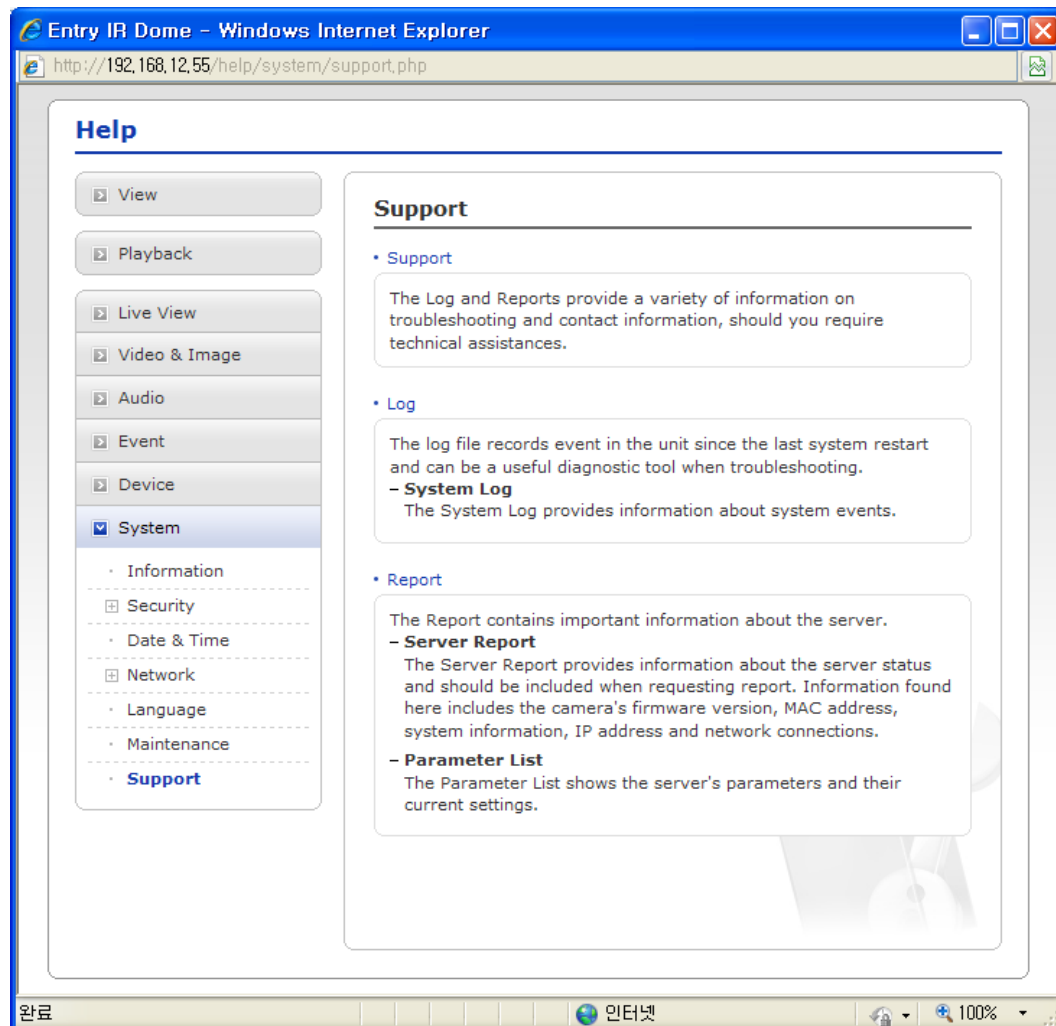 Entry IR Dome - Windows Internet Explorer
http://192,168,12,55/help/system/support,php
Help
View
Playback
Live View
Video & Image
Audio
Event
Device
System
· Information
Security
· Date & Time
Network
· Language
· Maintenance
· Support
Support
• Support
The Log and Reports provide a variety of information on
troubleshooting and contact information, should you require
technical assistances.
• Log
The log file records event in the unit since the last system restart
and can be a useful diagnostic tool when troubleshooting.
– System Log
The System Log provides information about system events.
• Report
The Report contains important information about the server.
– Server Report
The Server Report provides information about the server status
and should be included when requesting report. Information found
here includes the camera's firmware version, MAC address,
system information, IP address and network connections.
– Parameter List
The Parameter List shows the server's parameters and their
current settings.
완료
인터넷
100%